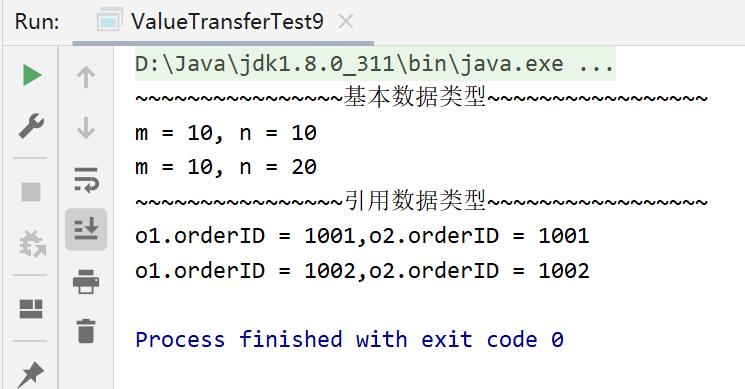 Run: ValueTransferTest9 ×
D:\Java\jdk1.8.0_311\bin\java.exe ...
~~~~~~~~~~~~~~~~基本数据类型~~~~~~~~~~~~~~~~~
m = 10, n = 10
m = 10, n = 20
~~~~~~~~~~~~~~~~引用数据类型~~~~~~~~~~~~~~~~~
o1.orderID = 1001,o2.orderID = 1001
o1.orderID = 1002,o2.orderID = 1002
Process finished with exit code 0